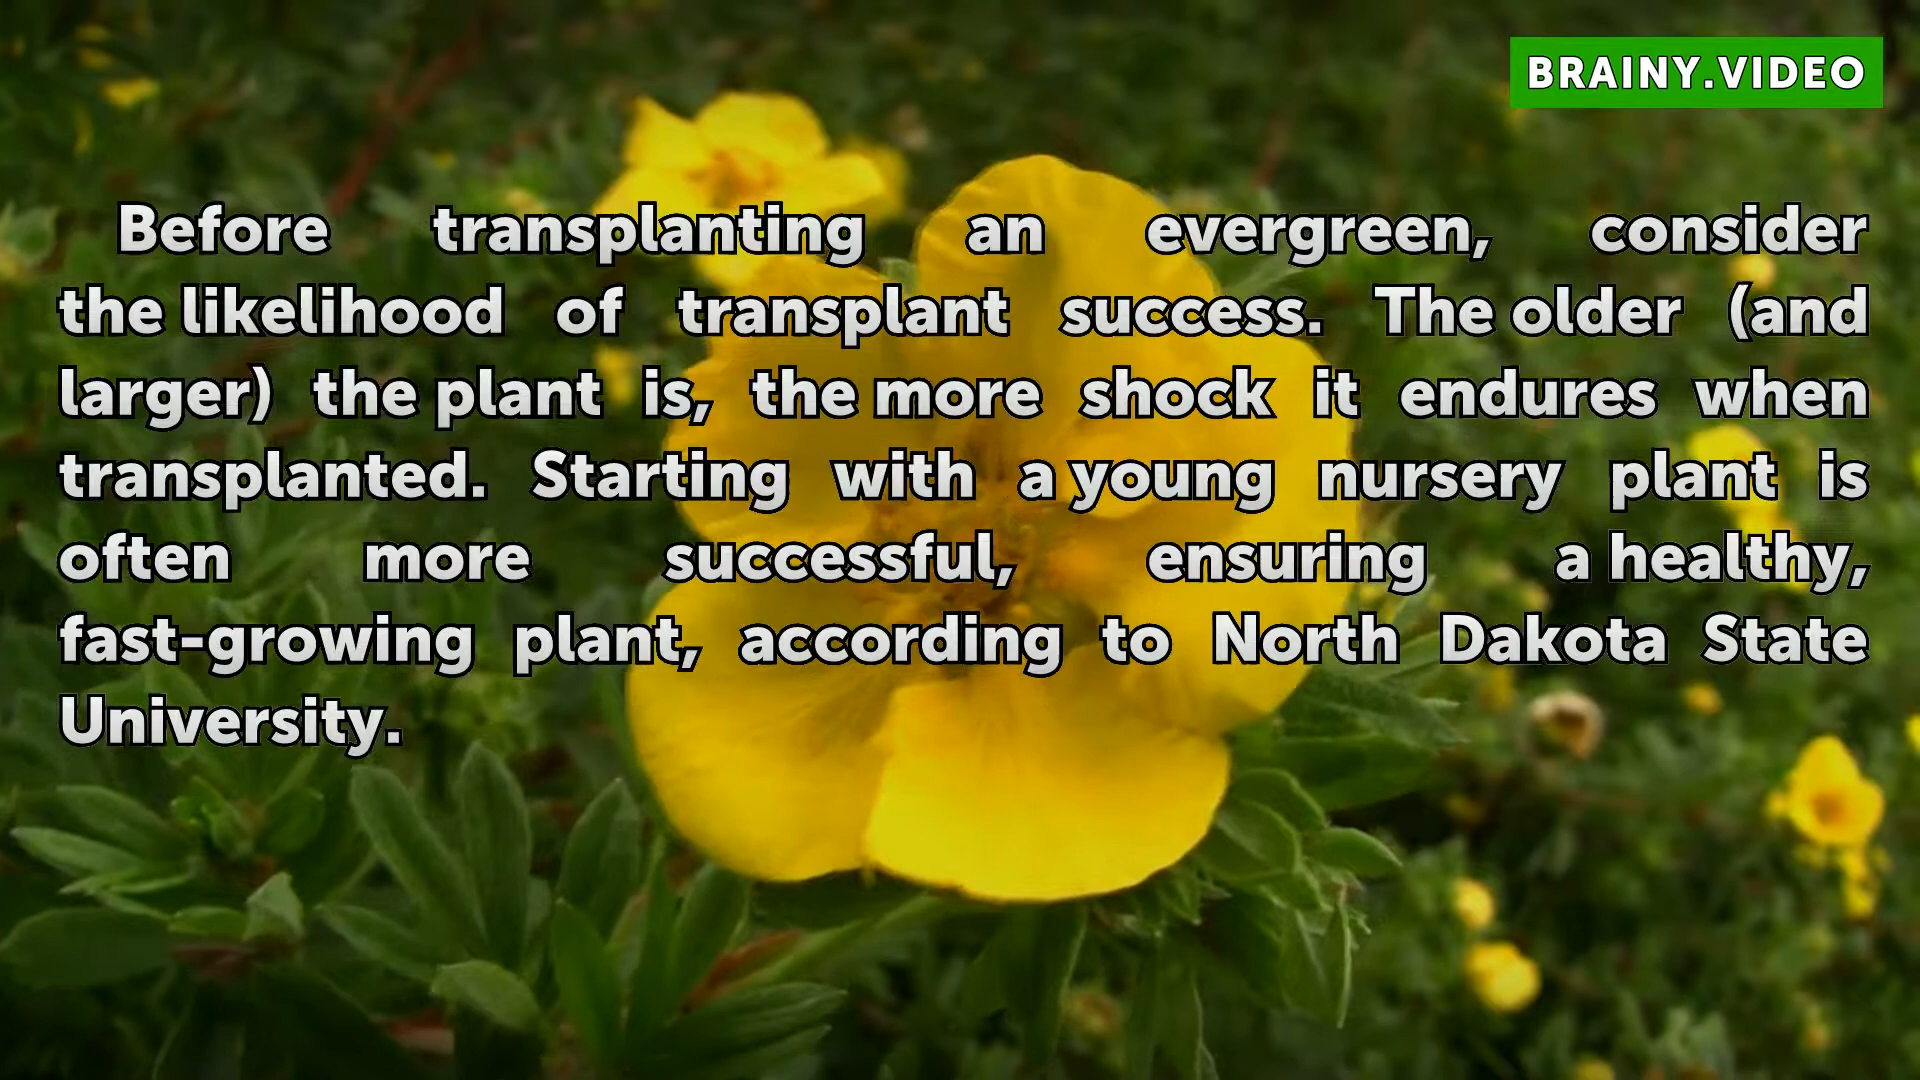 BRAINY.VIDEO
Before transplanting an evergreen, consider
the likelihood of transplant success. The older (and
larger) the plant is, the more shock it endures when
transplanted. Starting with a young nursery plant is
often more successful, ensuring a healthy,
fast-growing plant, according to North Dakota State
University.